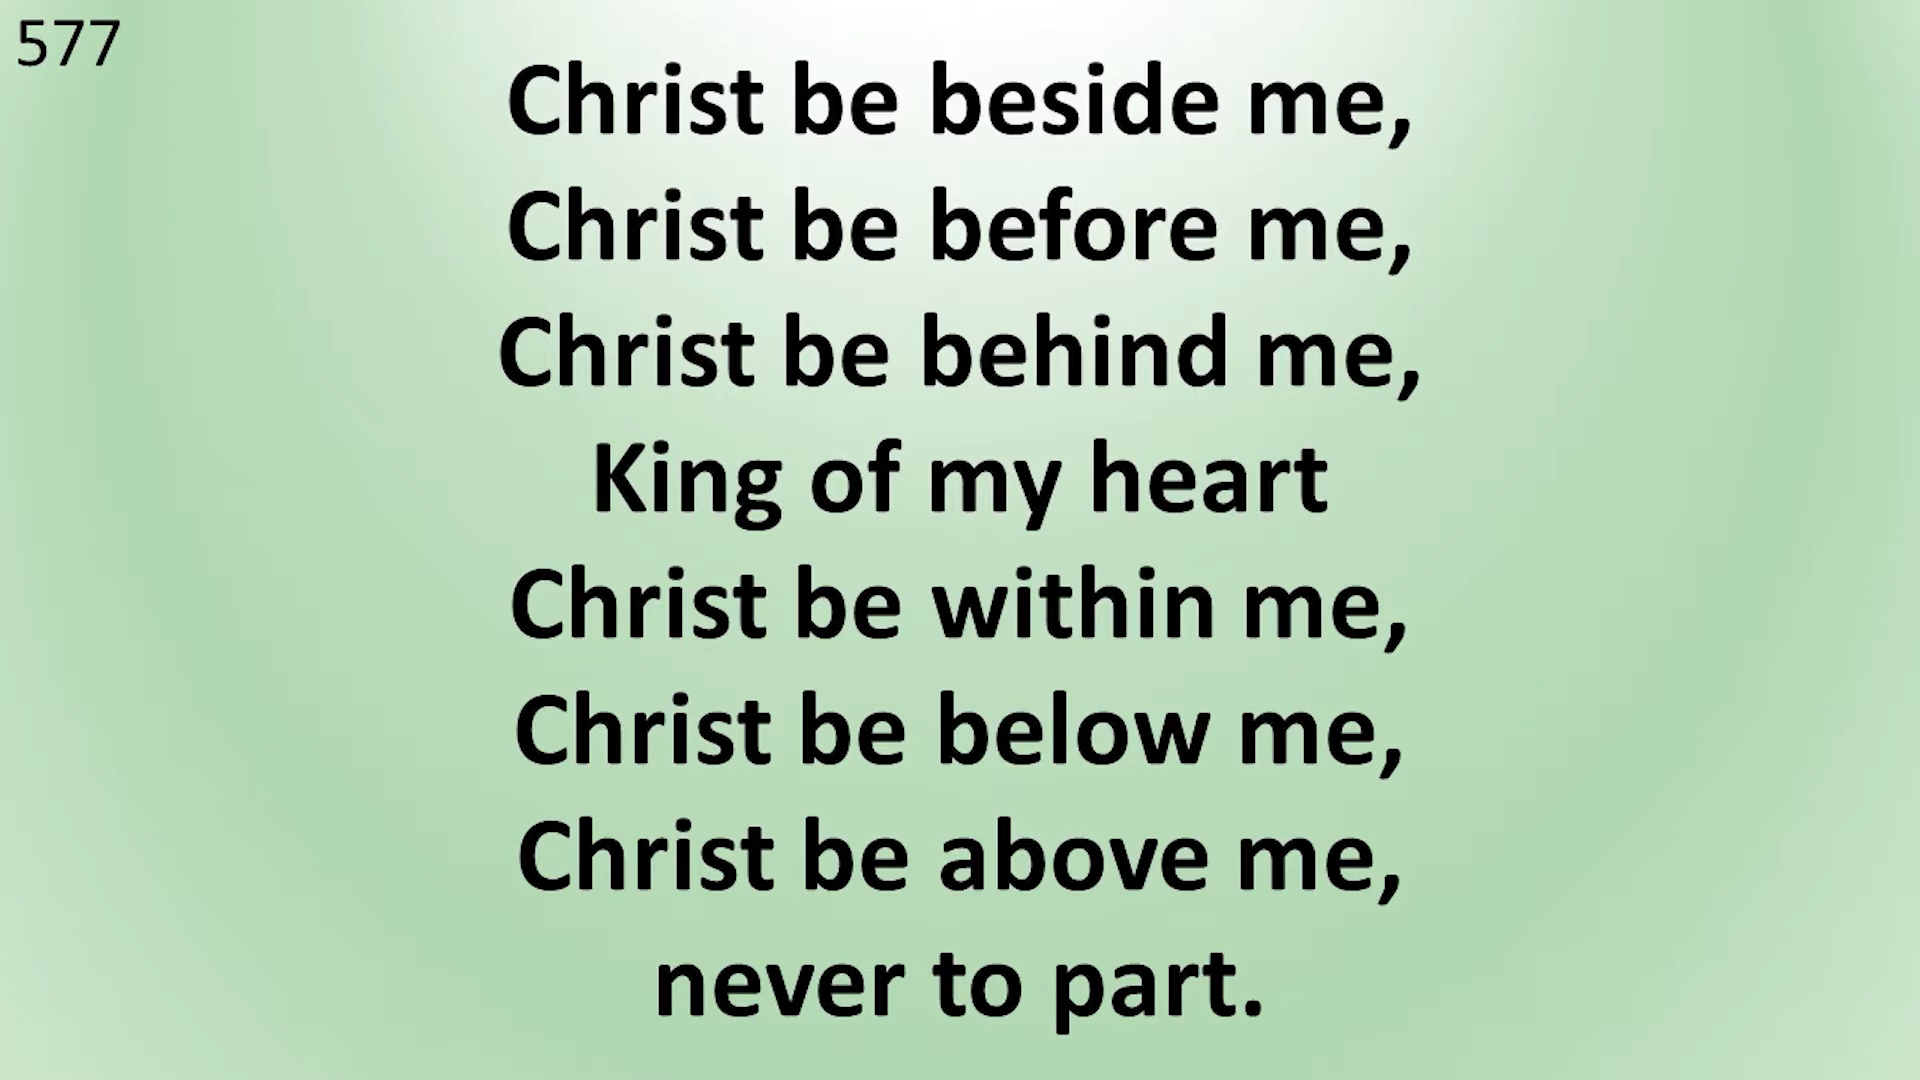 577
Christ be beside me,
Christ be before me,
Christ be behind me,
King of my heart
Christ be within me,
Christ be below me,
Christ be above me,
never to part.